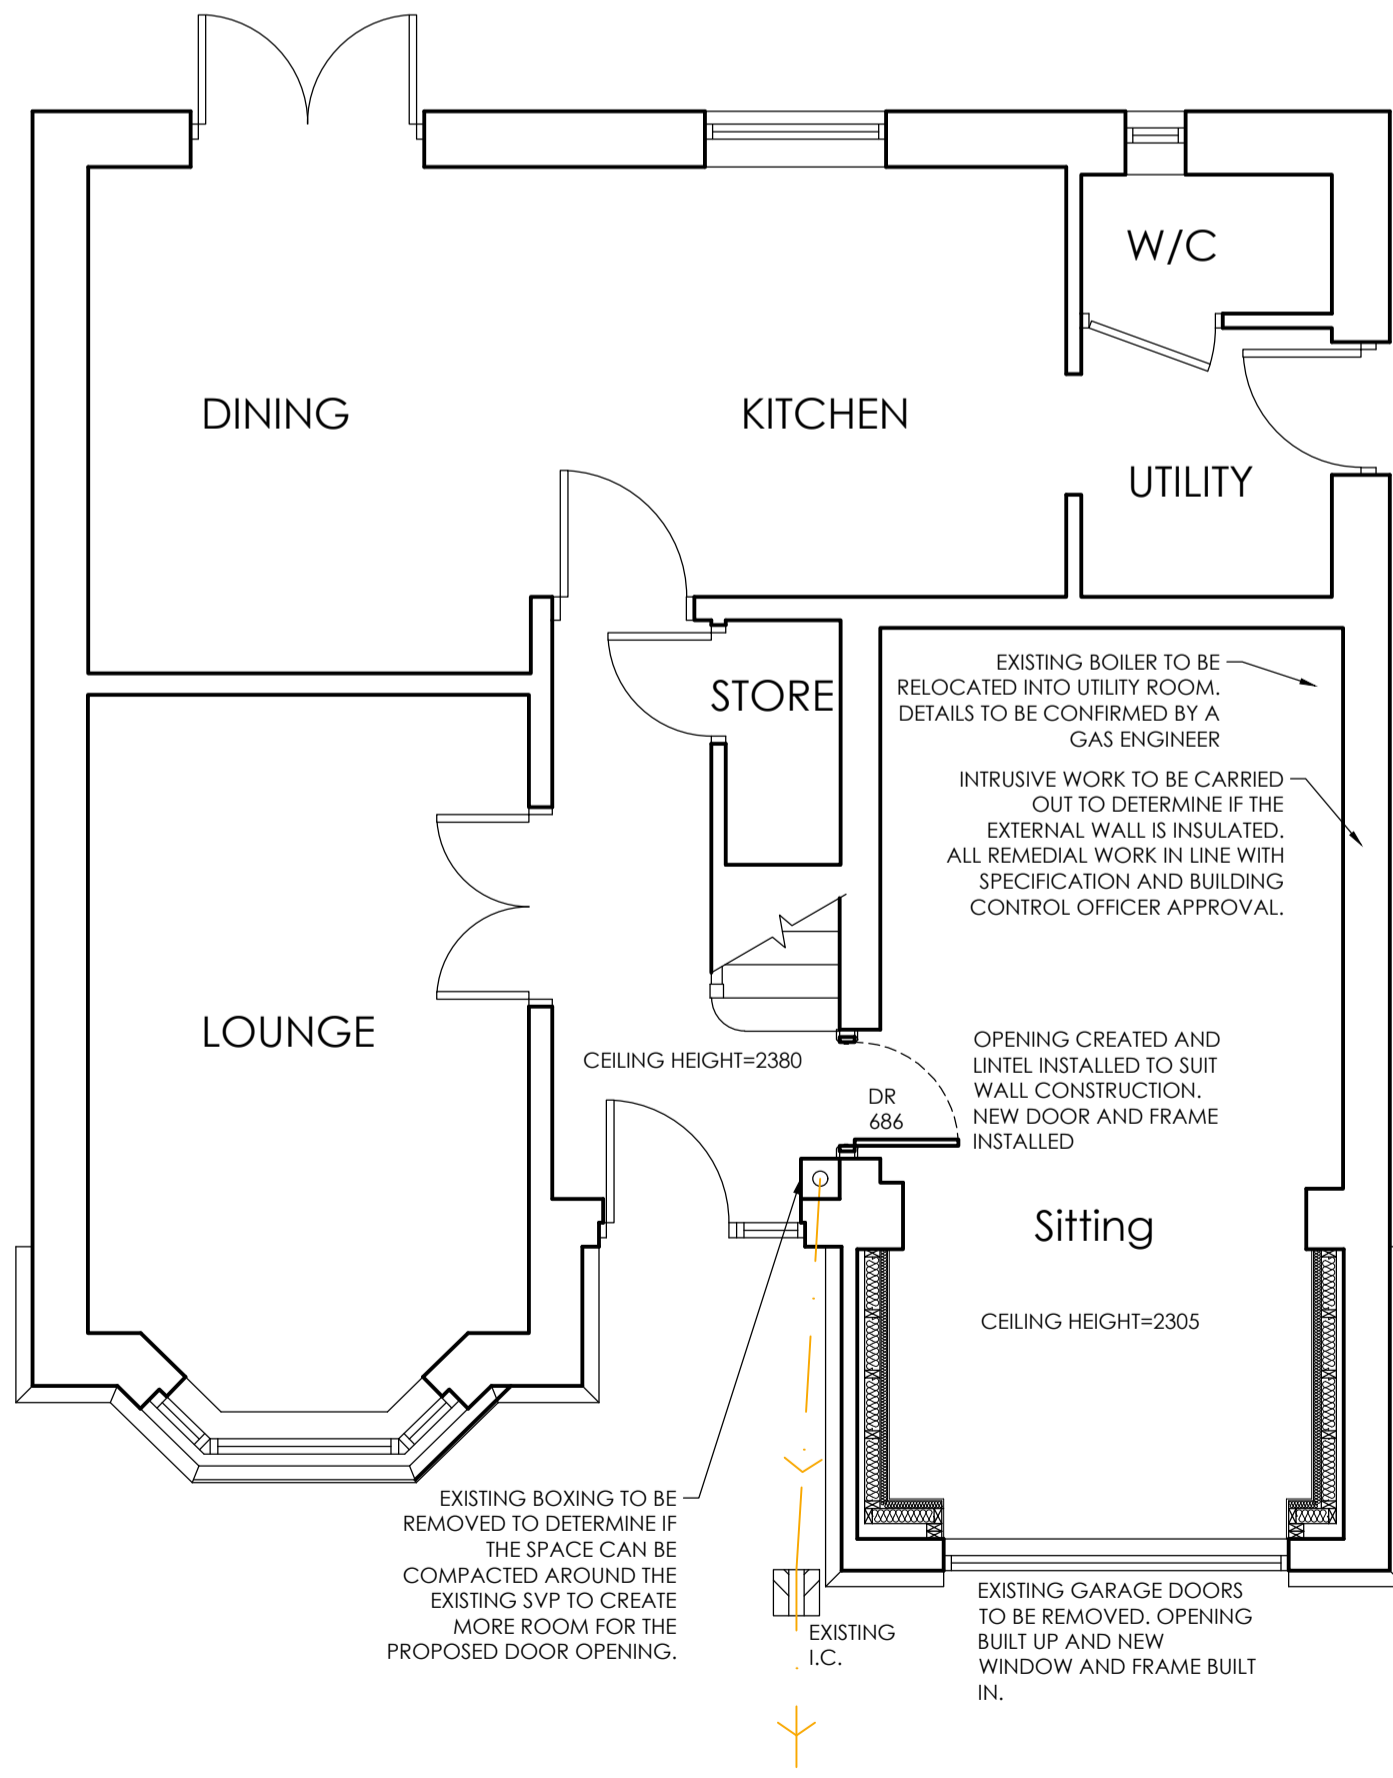 W/C
DINING
KITCHEN
UTILITY
EXISTING BOILER TO BE
RELOCATED INTO UTILITY ROOM.
DETAILS TO BE CONFIRMED BY A
GAS ENGINEER
STORE
INTRUSIVE WORK TO BE CARRIED
OUT TO DETERMINE IF THE
EXTERNAL WALL IS INSULATED.
ALL REMEDIAL WORK IN LINE WITH
SPECIFICATION AND BUILDING
CONTROL OFFICER APPROVAL.
LOUNGE
CEILING HEIGHT=2380
OPENING CREATED AND
LINTEL INSTALLED TO SUIT
WALL CONSTRUCTION.
NEW DOOR AND FRAME
INSTALLED
DR
686
Sitting
CEILING HEIGHT=2305
EXISTING BOXING TO BE
REMOVED TO DETERMINE IF
THE SPACE CAN BE
COMPACTED AROUND THE
EXISTING SVP TO CREATE
MORE ROOM FOR THE
PROPOSED DOOR OPENING.
EXISTING
I.C.
EXISTING GARAGE DOORS
TO BE REMOVED. OPENING
BUILT UP AND NEW
WINDOW AND FRAME BUILT
IN.